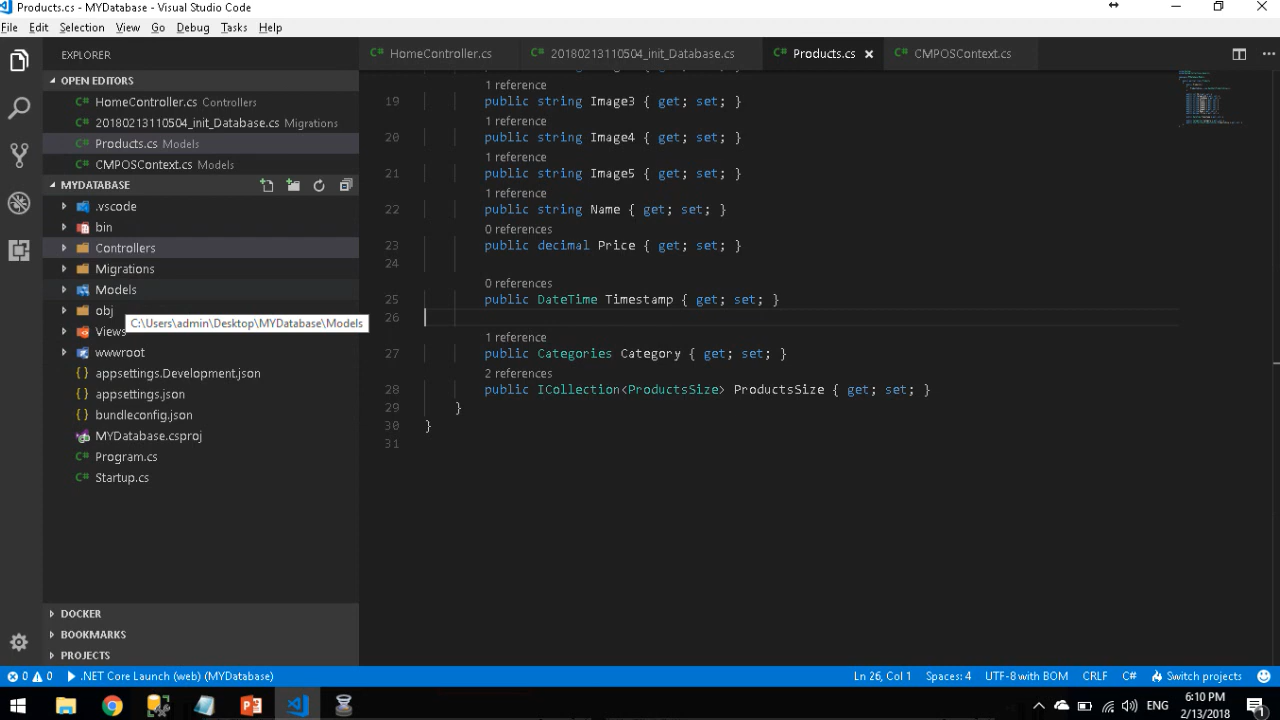 Products.cs - MYDatabase - Visual Studio Code
File Edit Selection View Go Debug Tasks Help
EXPLORER
HomeController.cs 20180213110504_init_Database.cs Products.cs CMPOSContext.cs
OPEN EDITORS
HomeController.cs Controllers
20180213110504_init_Database.cs Migrations
Products.cs Models
CMPOSContext.cs Models
MYDATABASE
.vscode
bin
Controllers
Migrations
Models
obj
C:\Users\admin\Desktop\MYDatabase\Models
Views
wwwroot
appsettings.Development.json
appsettings.json
bundleconfig.json
MYDatabase.csproj
Program.cs
Startup.cs
DOCKER
BOOKMARKS
PROJECTS
1 reference
19 public string Image3 { get; set; }
1 reference
20 public string Image4 { get; set; }
1 reference
21 public string Image5 { get; set; }
1 reference
22 public string Name { get; set; }
0 references
23 public decimal Price { get; set; }
24
0 references
25 public DateTime Timestamp { get; set; }
26
1 reference
27 public Categories Category { get; set; }
2 references
28 public ICollection<ProductsSize> ProductsSize { get; set; }
29 }
30 }
31
0 0 .NET Core Launch (web) (MYDatabase) Ln 26, Col 1 Spaces: 4 UTF-8 with BOM CRLF C# Switch projects
ENG
6:10 PM
2/13/2018
1